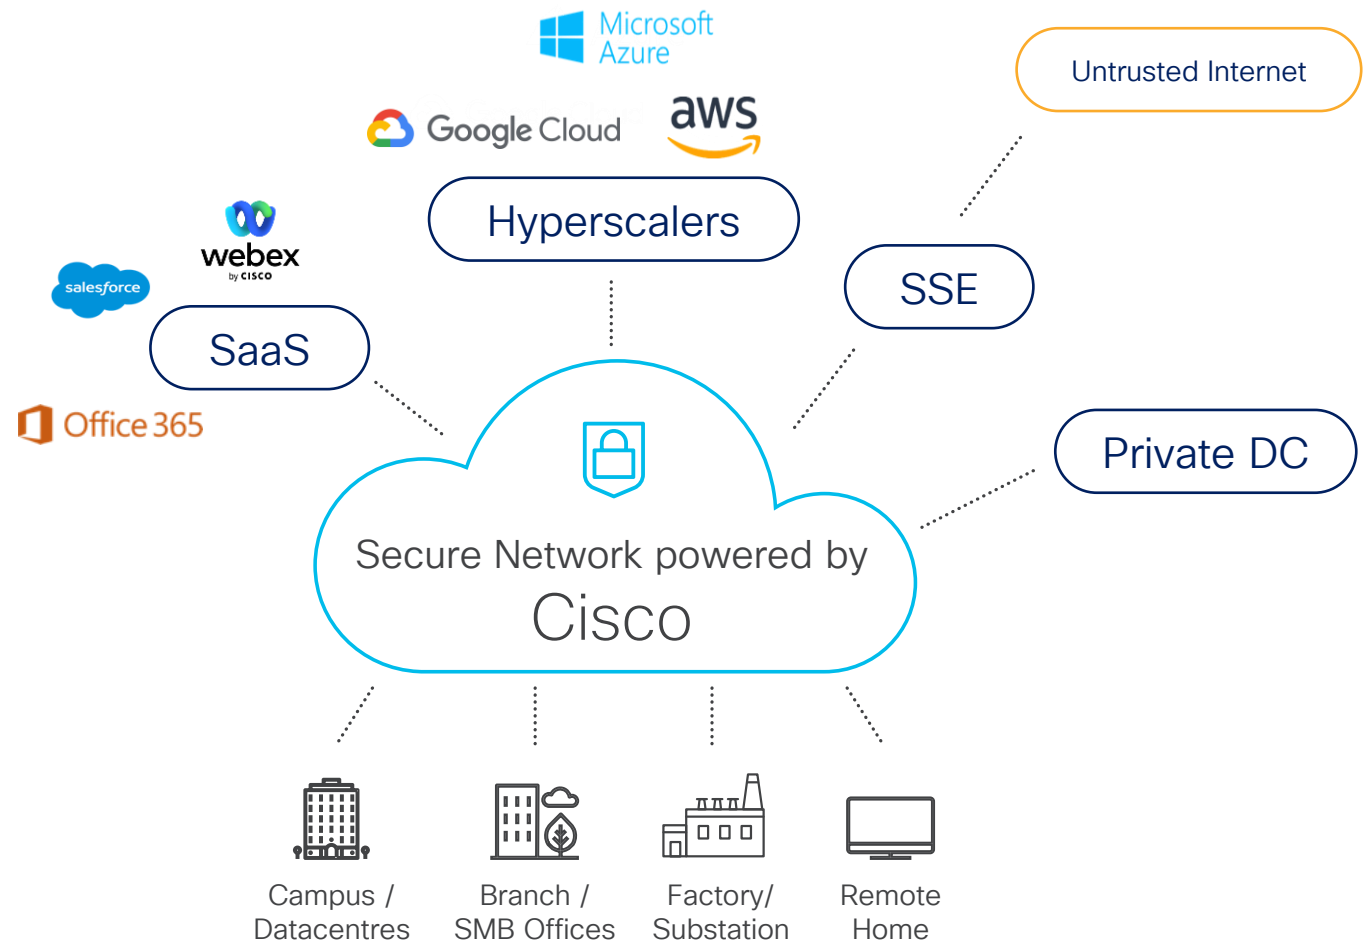 Microsoft
Azure
Untrusted Internet
Google Cloud
aws
Hyperscalers
webex
by CISCO
salesforce
SSE
SaaS
Office 365
Private DC
Secure Network powered by
Cisco
Campus /
Datacentres
Branch /
SMB Offices
Factory/
Substation
Remote
Home